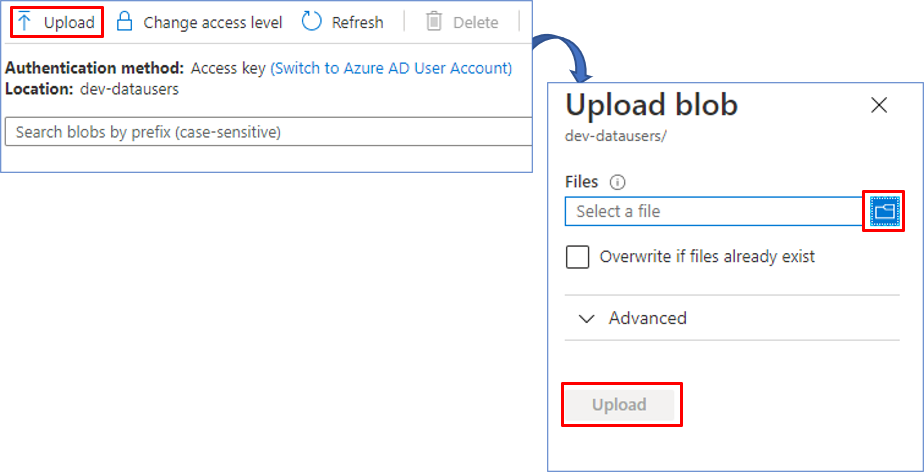 Upload Change access level Refresh Delete
Authentication method: Access key (Switch to Azure AD User Account)
Location: dev-datausers
Search blobs by prefix (case-sensitive)
Upload blob
dev-datausers/
Files
Select a file
Overwrite if files already exist
Advanced
Upload